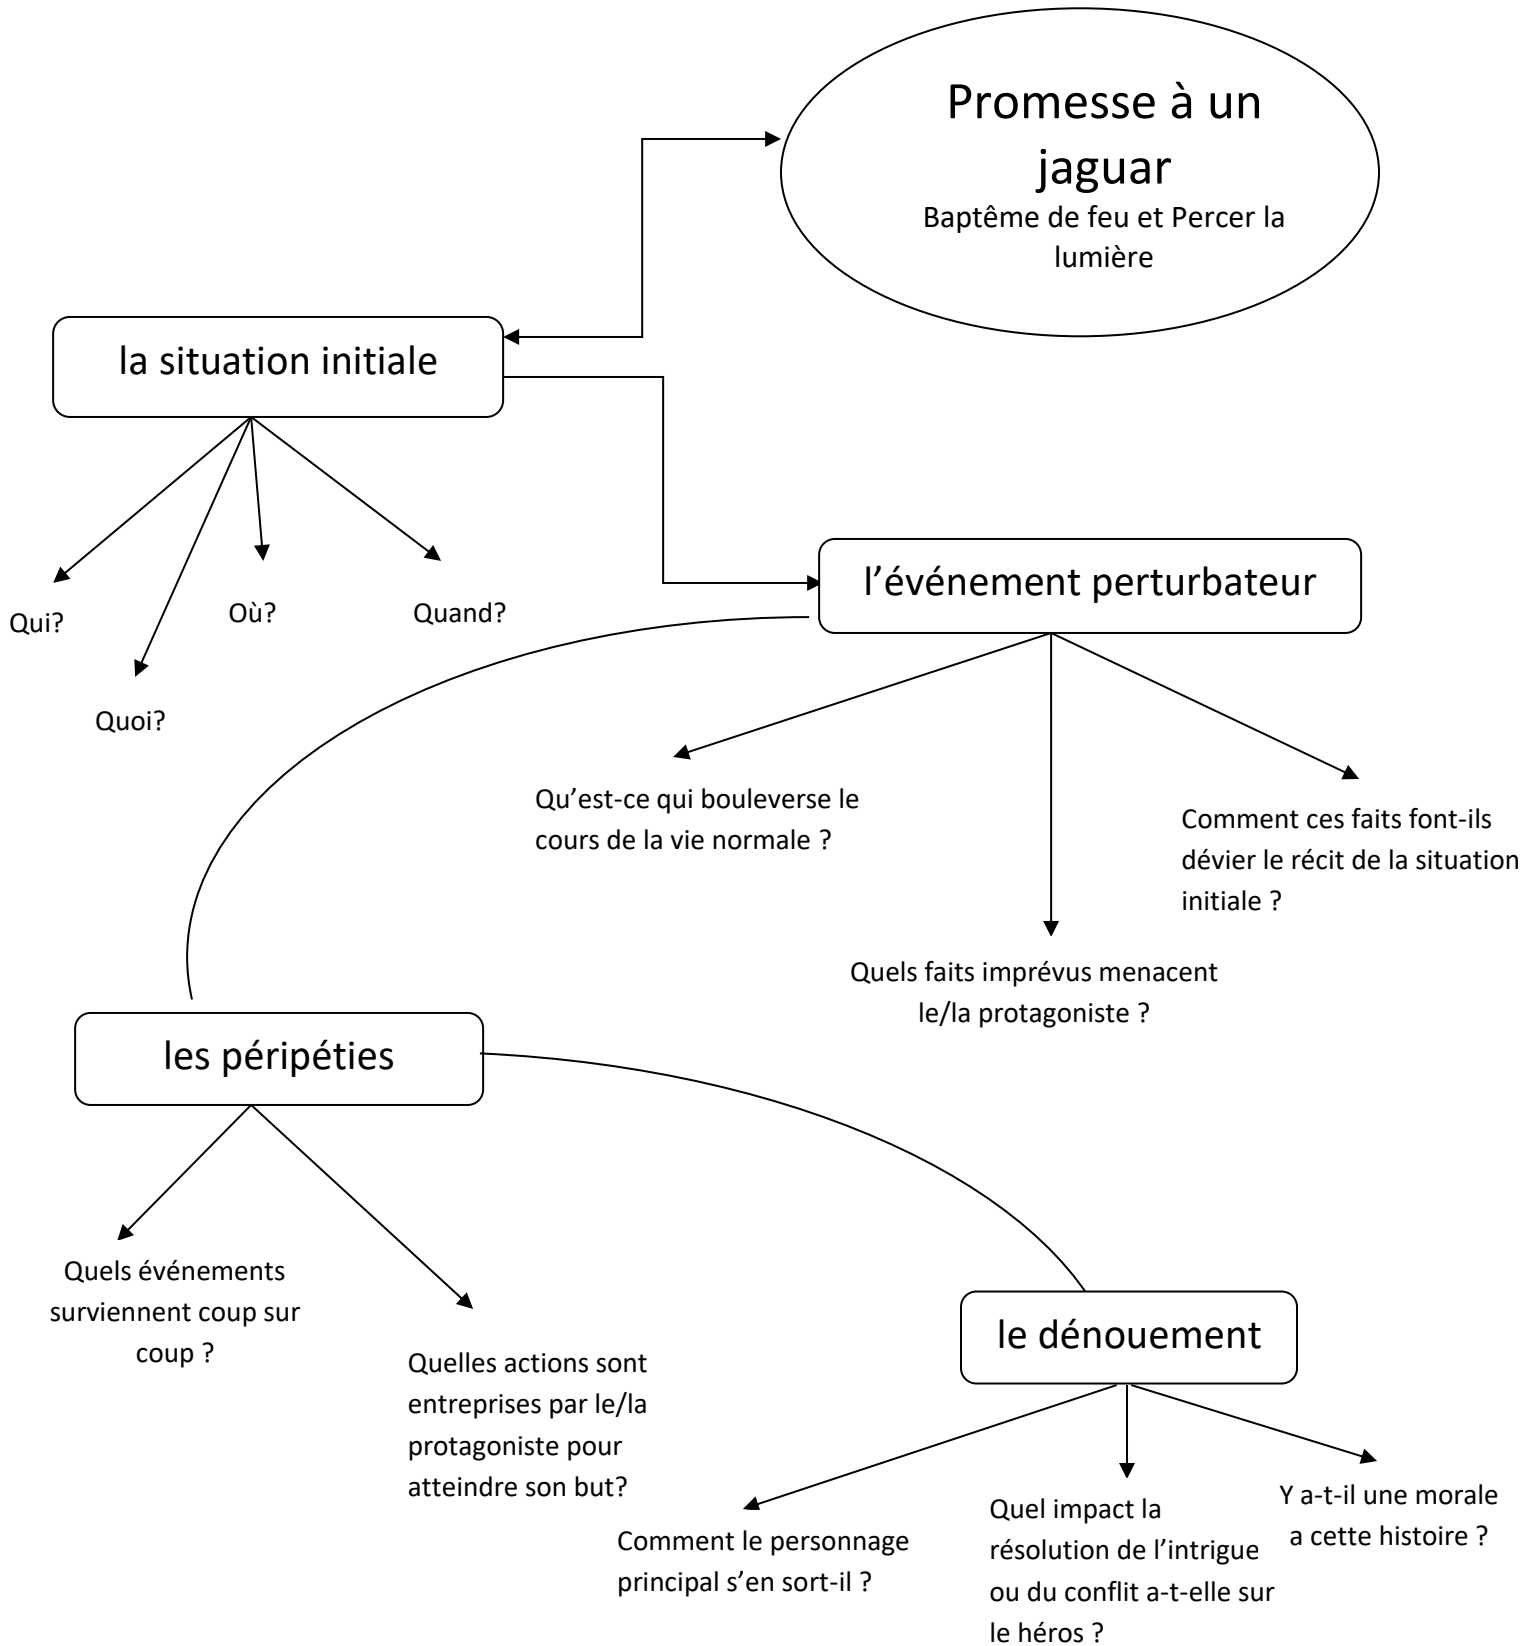 Promesse à un
jaguar
Baptême de feu et Percer la
lumière
la situation initiale
Qui?
Quoi?
Où?
Quand?
l’événement perturbateur
Qu’est-ce qui bouleverse le
cours de la vie normale ?
Quels faits imprévus menacent
le/la protagoniste ?
Comment ces faits font-ils
dévier le récit de la situation
initiale ?
les péripéties
Quels événements
surviennent coup sur
coup ?
Quelles actions sont
entreprises par le/la
protagoniste pour
atteindre son but?
le dénouement
Comment le personnage
principal s’en sort-il ?
Quel impact la
résolution de l’intrigue
ou du conflit a-t-elle sur
le héros ?
Y a-t-il une morale
a cette histoire ?